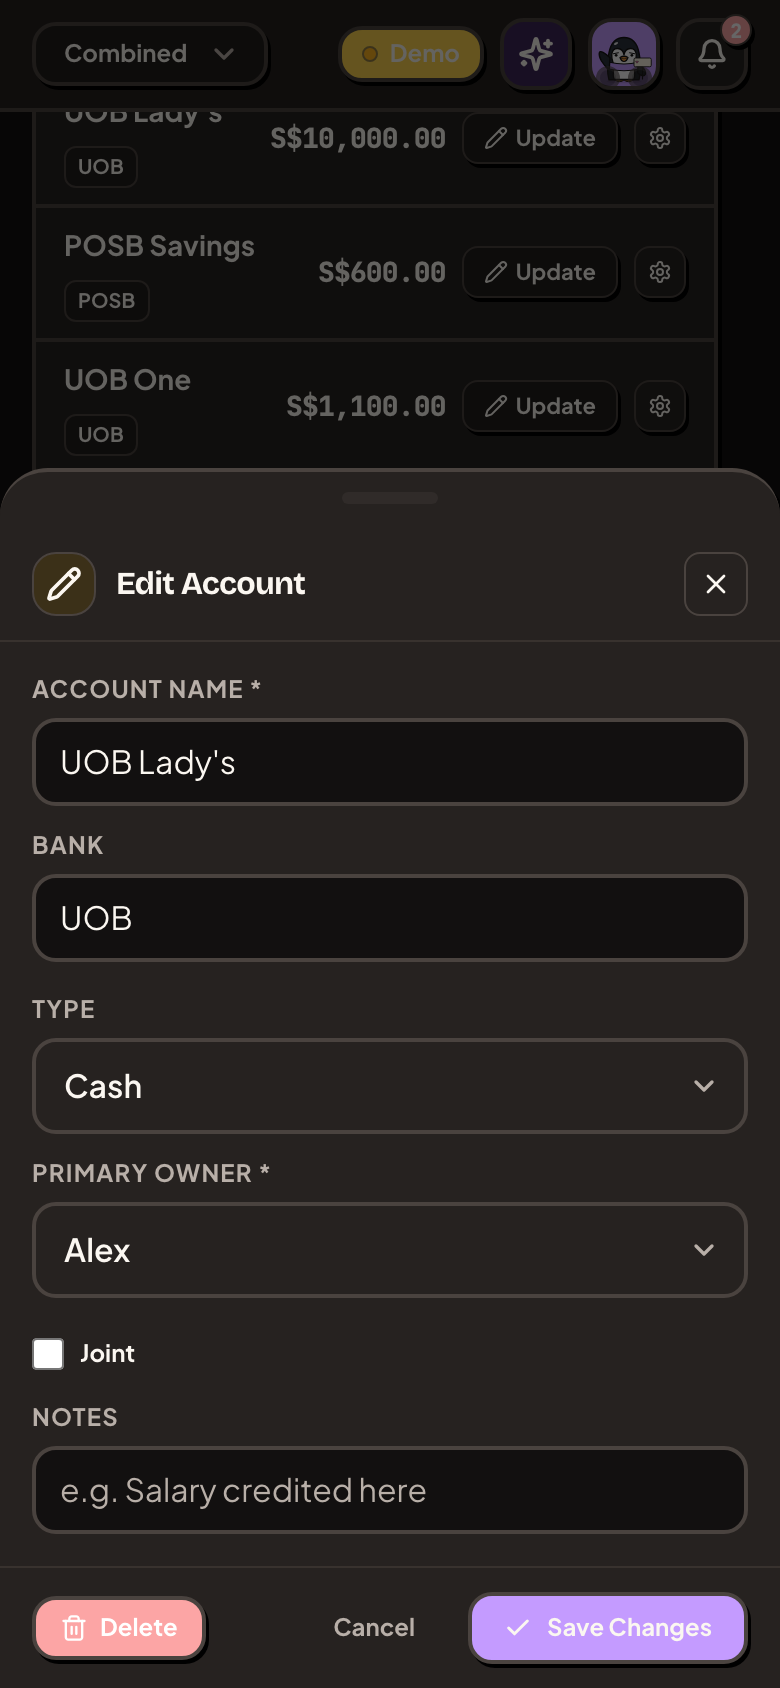 Combined
Demo
2
UOB Lady's
S$10,000.00
Update
UOB
POSB Savings
S$600.00
Update
POSB
UOB One
S$1,100.00
Update
UOB
Edit Account
ACCOUNT NAME *
UOB Lady's
BANK
UOB
TYPE
Cash
PRIMARY OWNER *
Alex
Joint
NOTES
e.g. Salary credited here
Delete
Cancel
Save Changes